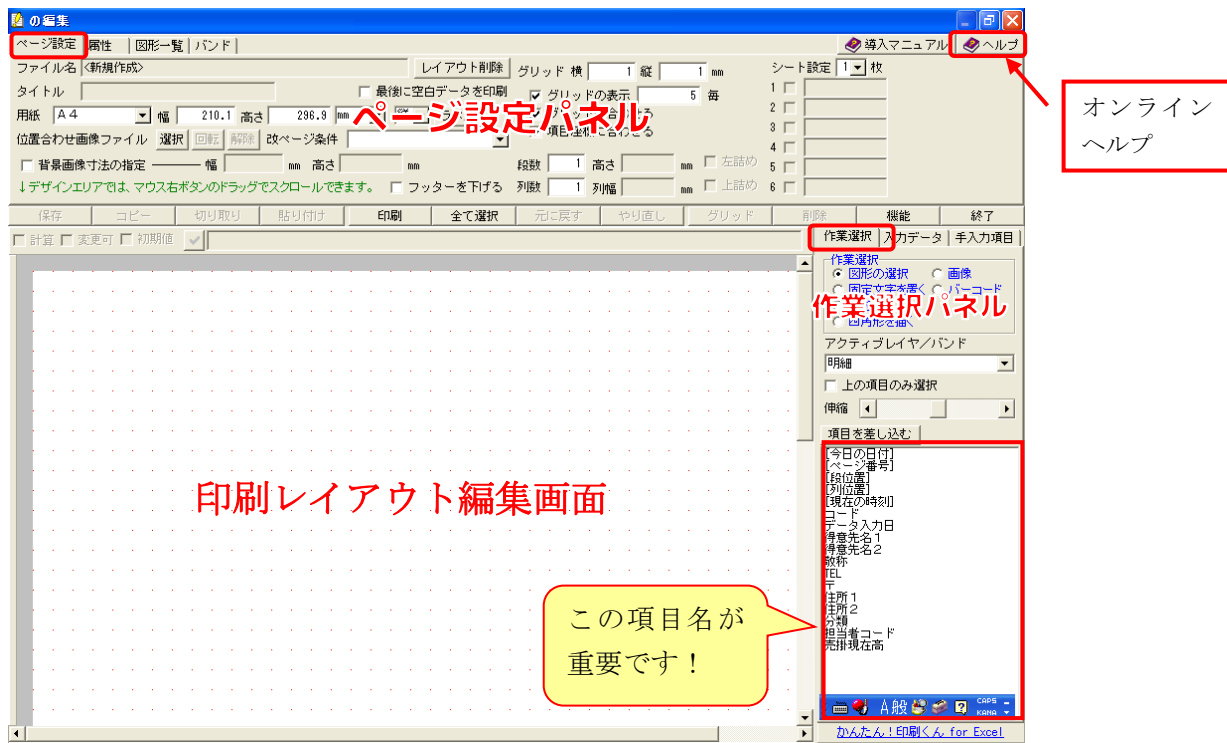 の編集
ページ設定 属性 図形一覧 バンド 導入マニュアル ヘルプ
ファイル名 <新規作成> レイアウト削除 グリッド 横 1 縦 1 mm シート設定 1 枚
タイトル 最後に空白データを印刷 グリッドの表示 5 毎 1
用紙 A4 幅 210.1 高さ 296.9 mm 2
ページ設定パネル
位置合わせ画像ファイル 選択 回転 解除 改ページ条件 3
4
背景画像寸法の指定 幅 mm 高さ mm 段数 1 高さ mm 左詰め 5
↓デザインエリアでは、マウス右ボタンのドラッグでスクロールできます。 フッターを下げる 列数 1 列幅 mm 上詰め 6
保存 コピー 切り取り 貼り付け 印刷 全て選択 元に戻す やり直し グリッド 削除 機能 終了
計算 変更可 初期値 作業選択 入力データ 手入力項目
オンライン
ヘルプ
作業選択
図形の選択 画像
固定文字を置く バーコード
作業選択パネル
四角形を描く
アクティブレイヤ/バンド
明細
上の項目のみ選択
伸縮
項目を差し込む
[今日の日付]
[ページ番号]
[段位置]
[列位置]
[現在の時刻]
コード
データ入力日
得意先名1
得意先名2
敬称
TEL
〒
住所1
住所2
分類
担当者コード
売掛現在高
印刷レイアウト編集画面
この項目名が
重要です！
A 般 CAPS
KANA
かんたん！印刷くん for Excel